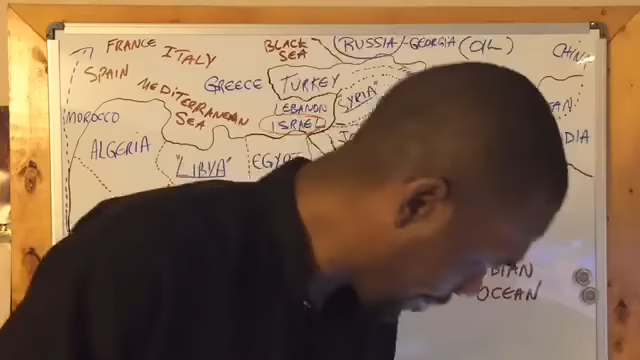 FRANCE
ITALY
BLACK
SEA
RUSSIA-GEORGIA (OIL)
SPAIN
GREECE
TURKEY
MEDITERRANEAN
SEA
SYRIA
LEBANON
ISRAEL
MOROCCO
ALGERIA
"LIBYA"
OCEAN